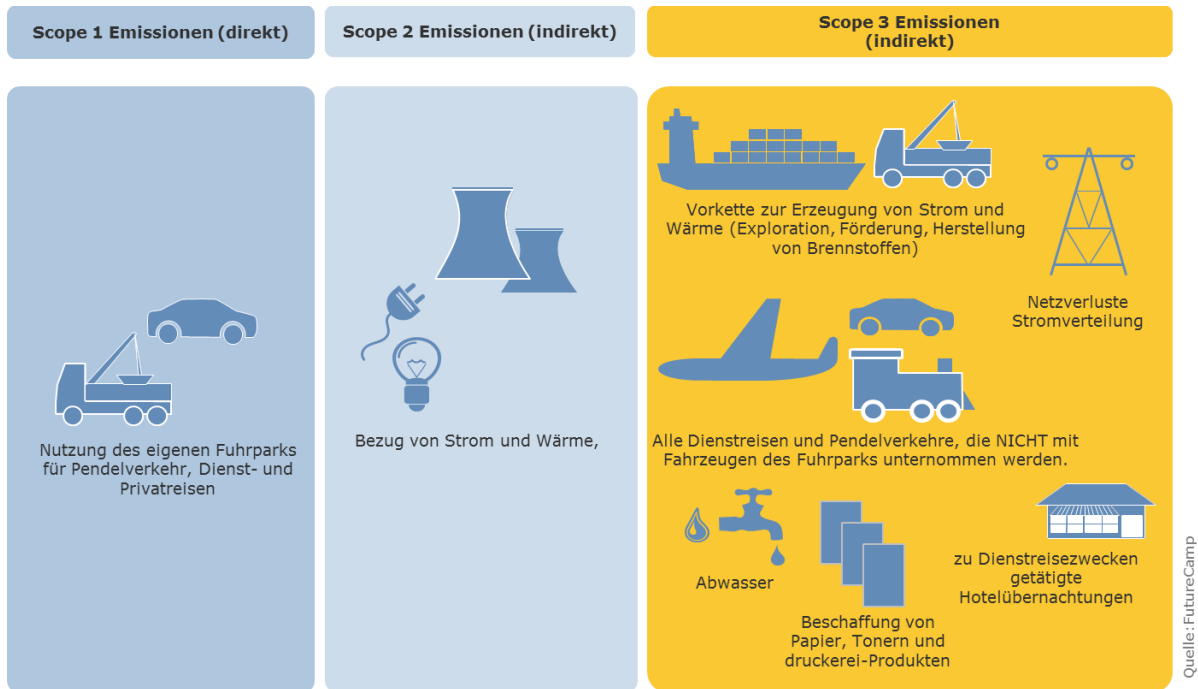 Scope 1 Emissionen (direkt)
Scope 2 Emissionen (indirekt)
Scope 3 Emissionen
(indirekt)
Nutzung des eigenen Fuhrparks
für Pendelverkehr, Dienst- und
Privatreisen
Bezug von Strom und Wärme,
Vorkette zur Erzeugung von Strom und
Wärme (Exploration, Förderung, Herstellung
von Brennstoffen)
Netzverluste
Stromverteilung
Alle Dienstreisen und Pendelverkehre, die NICHT mit
Fahrzeugen des Fuhrparks unternommen werden.
Abwasser
Beschaffung von
Papier, Tonern und
druckerei-Produkten
zu Dienstreisezwecken
getätigte
Hotelübernachtungen
Quelle: FutureCamp